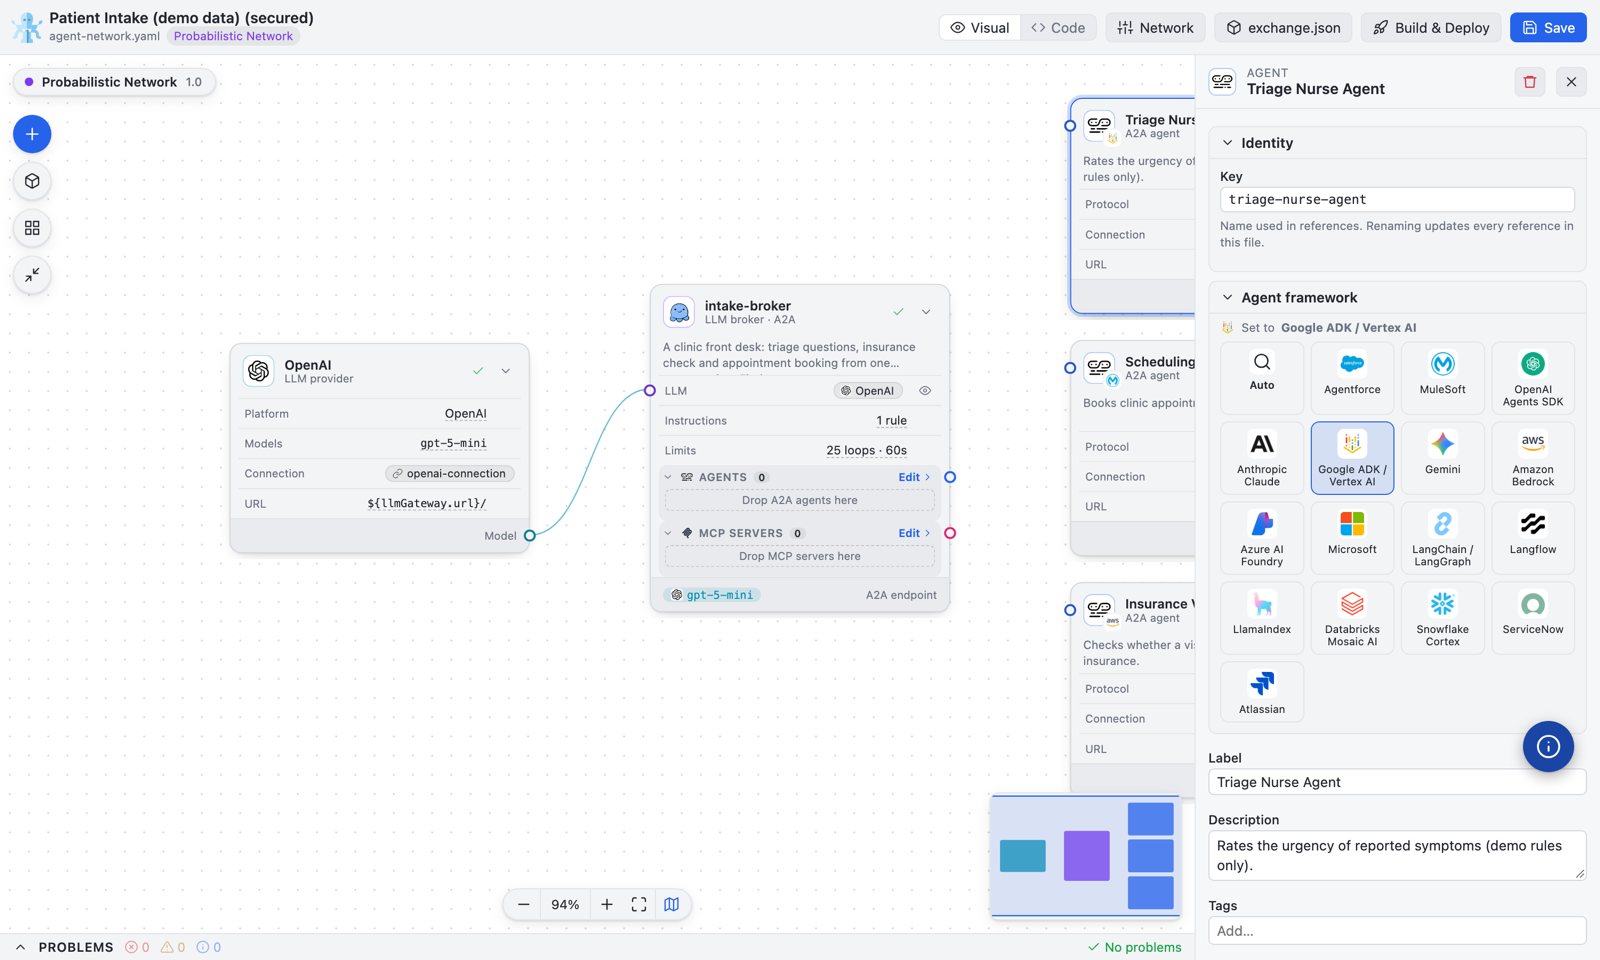 Patient Intake (demo data) (secured)
agent-network.yaml Probabilistic Network
Visual
Code
Network
exchange.json
Build & Deploy
Save
Probabilistic Network 1.0
OpenAI
LLM provider
Platform OpenAI
Models gpt-5-mini
Connection openai-connection
URL ${llmGateway.url}/
Model
intake-broker
LLM broker · A2A
A clinic front desk: triage questions, insurance
check and appointment booking from one...
LLM OpenAI
Instructions 1 rule
Limits 25 loops · 60s
AGENTS 0 Edit
Drop A2A agents here
MCP SERVERS 0 Edit
Drop MCP servers here
gpt-5-mini A2A endpoint
Triage Nurs
A2A agent
Rates the urgency of
rules only).
Protocol
Connection
URL
Scheduling
A2A agent
Books clinic appoint
Protocol
Connection
URL
Insurance
A2A agent
aws
Checks whether a vis
insurance.
Protocol
Connection
URL
94%
PROBLEMS 0 0 0
No problems
AGENT
Triage Nurse Agent
Identity
Key
triage-nurse-agent
Name used in references. Renaming updates every reference in
this file.
Agent framework
Set to Google ADK / Vertex AI
Auto
Agentforce
MuleSoft
OpenAI
Agents SDK
Anthropic
Claude
Google ADK /
Vertex AI
Gemini
aws
Amazon
Bedrock
Azure AI
Foundry
Microsoft
LangChain /
LangGraph
Langflow
LlamaIndex
Databricks
Mosaic AI
Snowflake
Cortex
ServiceNow
Atlassian
Label
Triage Nurse Agent
Description
Rates the urgency of reported symptoms (demo rules
only).
Tags
Add...